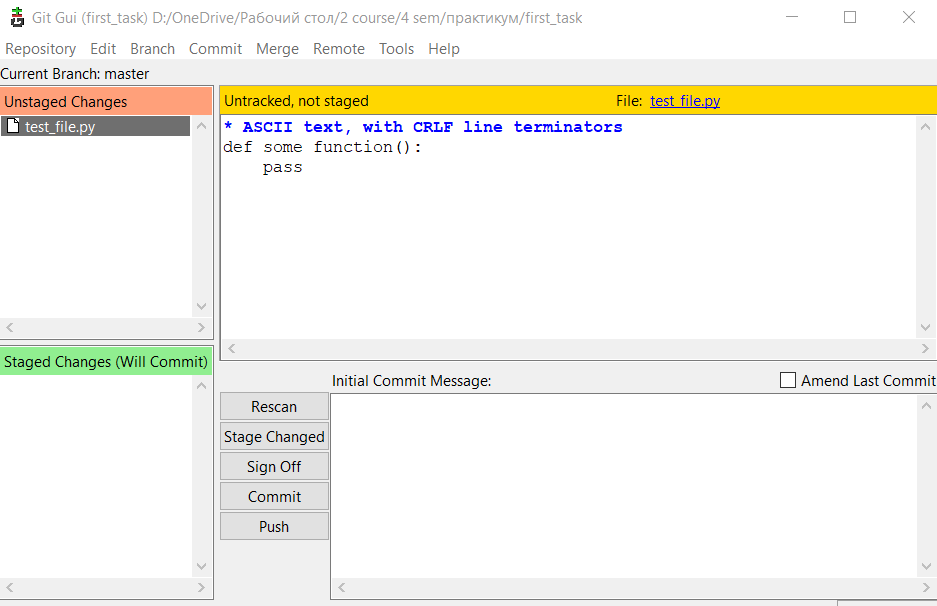 Git Gui (first_task) D:/OneDrive/Рабочий стол/2 course/4 sem/практикум/first_task
Repository Edit Branch Commit Merge Remote Tools Help
Current Branch: master
Unstaged Changes
test_file.py
Untracked, not staged File: test_file.py
* ASCII text, with CRLF line terminators
def some function():
pass
Staged Changes (Will Commit)
Initial Commit Message: Amend Last Commit
Rescan
Stage Changed
Sign Off
Commit
Push